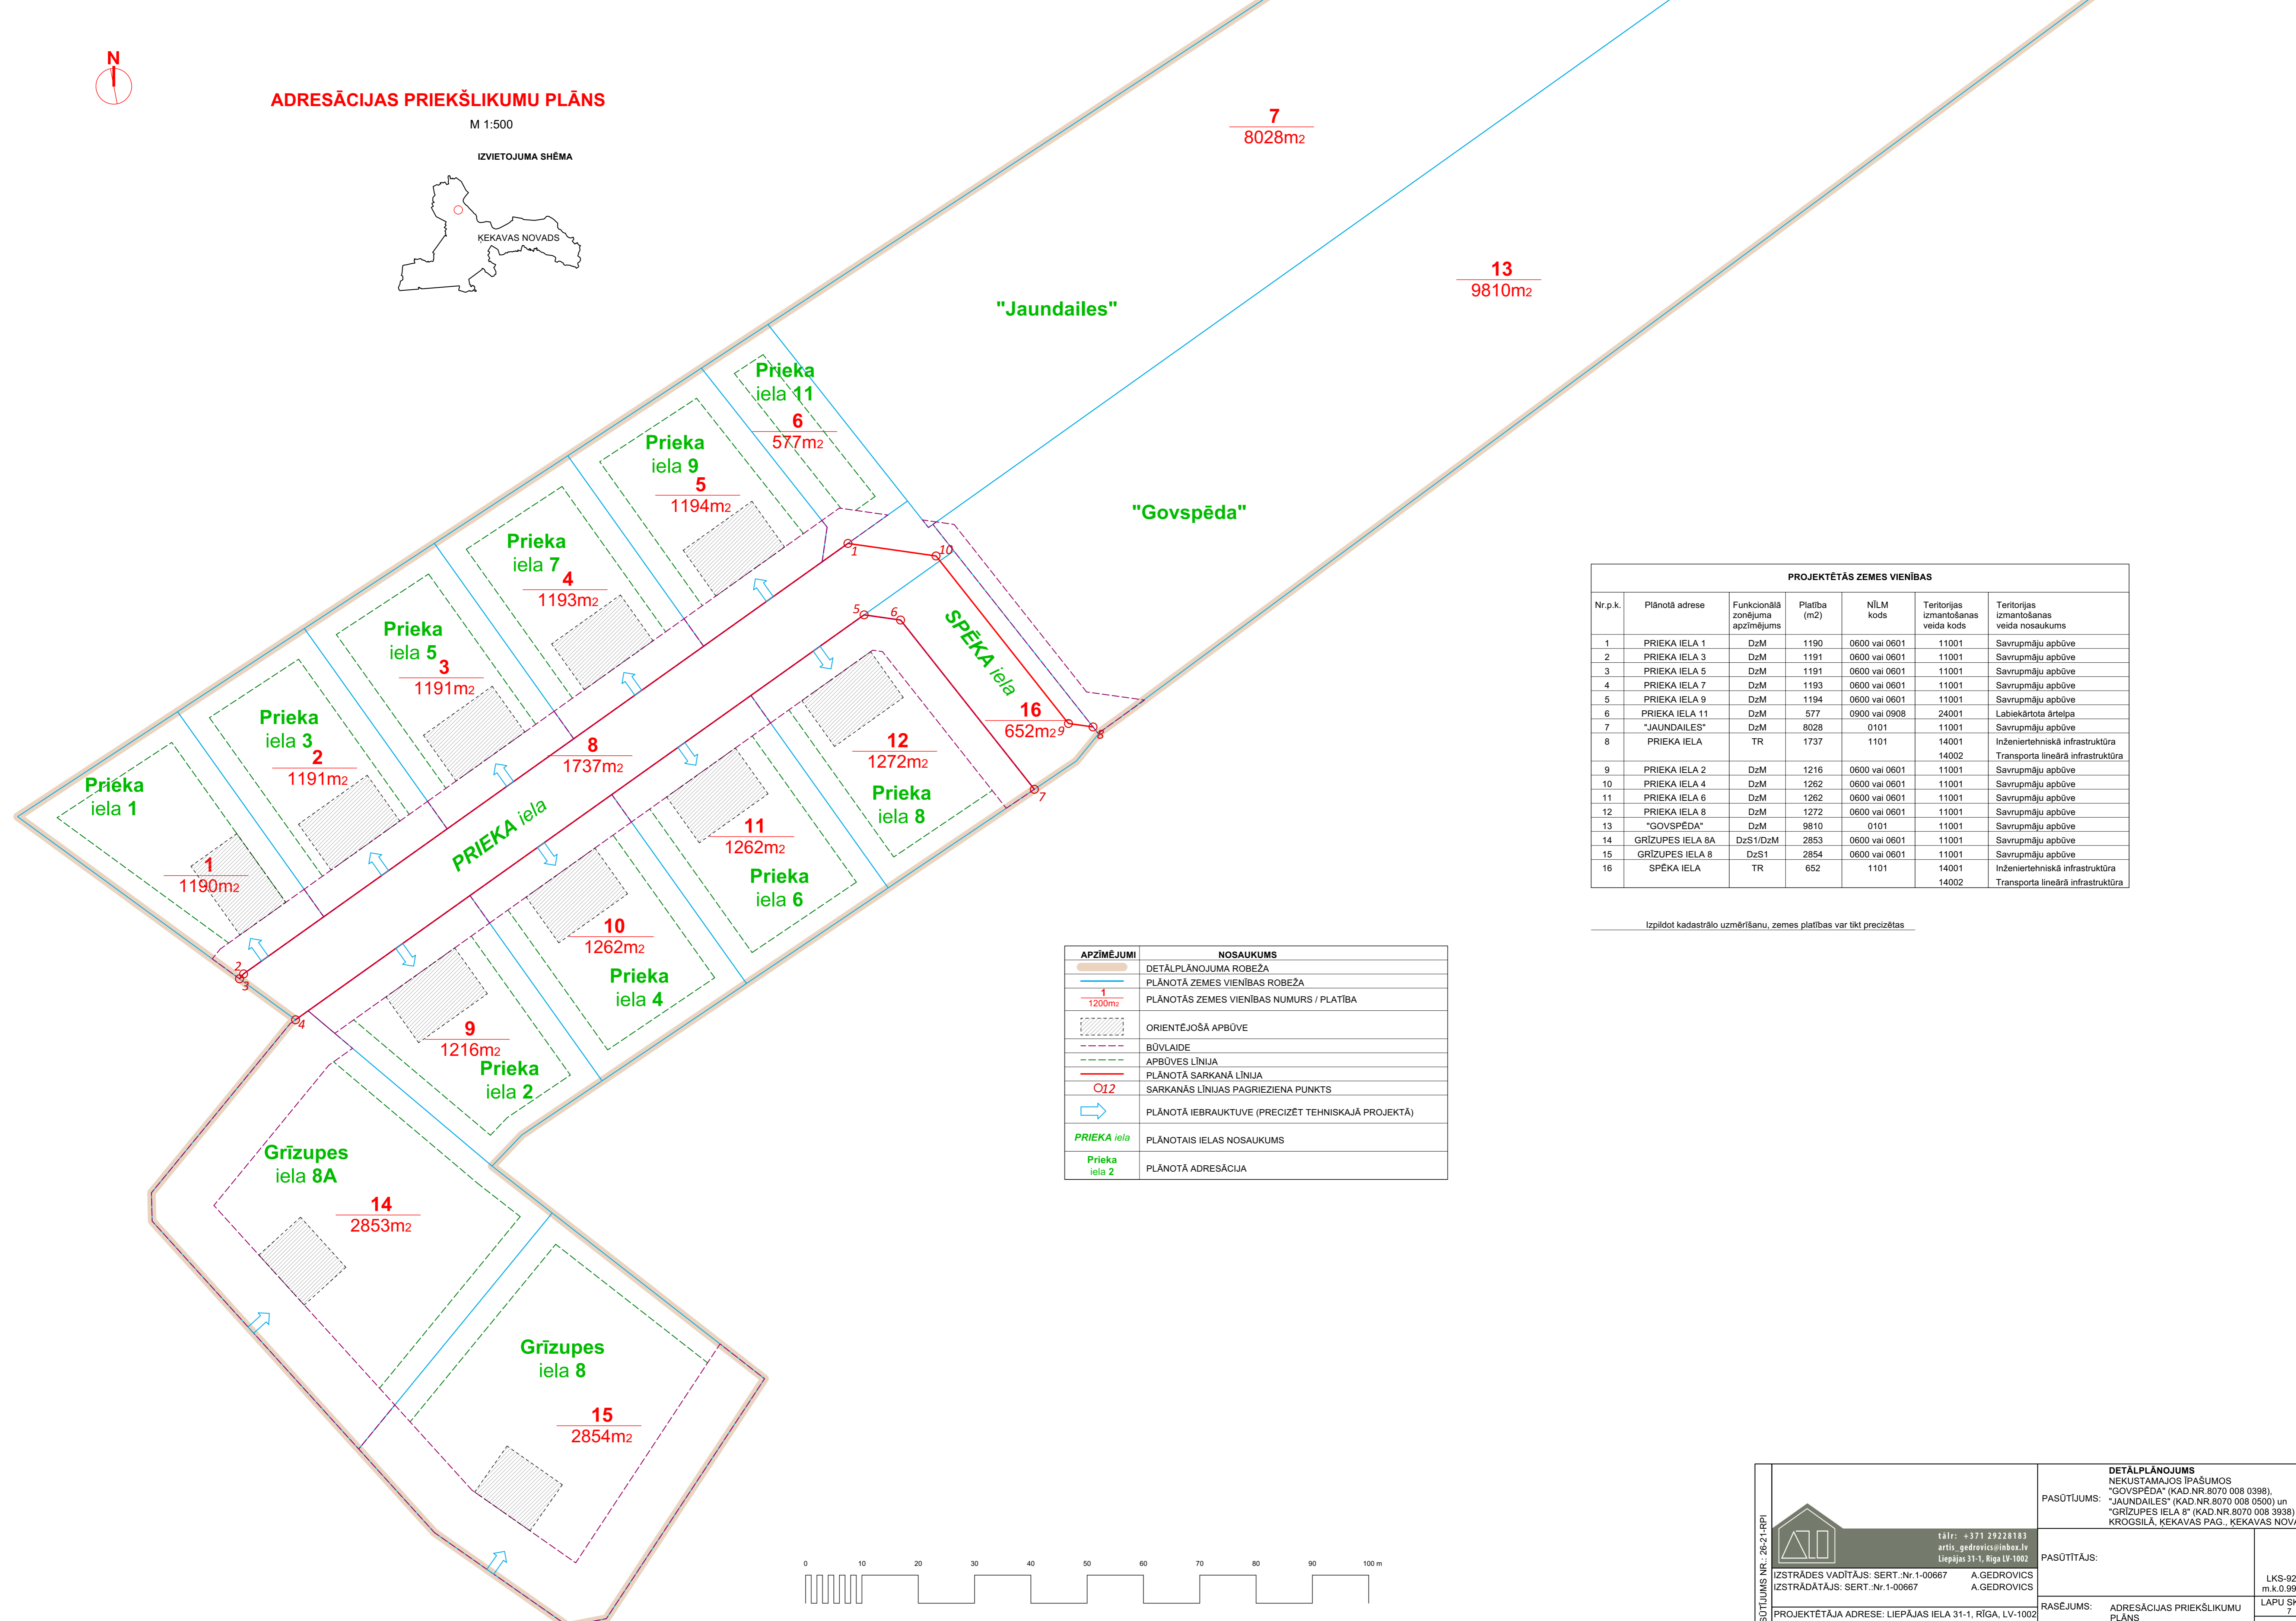 N
ADRESĀCIJAS PRIEKŠLIKUMU PLĀNS
M 1:500
IZVIETOJUMA SHĒMA
ĶEKAVAS NOVADS
7
8028m2
13
9810m2
"Jaundailes"
"Govspēda"
Prieka
iela 11
6
577m2
Prieka
iela 9
5
1194m2
Prieka
iela 7
4
1193m2
Prieka
iela 5
3
1191m2
Prieka
iela 3
2
1191m2
Prieka
iela 1
1
1190m2
1
10
5
6
SPĒKA iela
16
652m2
9
8
7
2
3
4
8
1737m2
PRIEKA iela
12
1272m2
Prieka
iela 8
11
1262m2
Prieka
iela 6
10
1262m2
Prieka
iela 4
9
1216m2
Prieka
iela 2
Grīzupes
iela 8A
14
2853m2
Grīzupes
iela 8
15
2854m2
PROJEKTĒTĀS ZEMES VIENĪBAS
Nr.p.k. Plānotā adrese Funkcionālā zonējuma apzīmējums Platība (m2) NĪLM kods Teritorijas izmantošanas veida kods Teritorijas izmantošanas veida nosaukums
1 PRIEKA IELA 1 DzM 1190 0600 vai 0601 11001 Savrupmāju apbūve
2 PRIEKA IELA 3 DzM 1191 0600 vai 0601 11001 Savrupmāju apbūve
3 PRIEKA IELA 5 DzM 1191 0600 vai 0601 11001 Savrupmāju apbūve
4 PRIEKA IELA 7 DzM 1193 0600 vai 0601 11001 Savrupmāju apbūve
5 PRIEKA IELA 9 DzM 1194 0600 vai 0601 11001 Savrupmāju apbūve
6 PRIEKA IELA 11 DzM 577 0900 vai 0908 24001 Labiekārtota ārtelpa
7 "JAUNDAILES" DzM 8028 0101 11001 Savrupmāju apbūve
8 PRIEKA IELA TR 1737 1101 14001 Inženiertehniskā infrastruktūra
14002 Transporta lineārā infrastruktūra
9 PRIEKA IELA 2 DzM 1216 0600 vai 0601 11001 Savrupmāju apbūve
10 PRIEKA IELA 4 DzM 1262 0600 vai 0601 11001 Savrupmāju apbūve
11 PRIEKA IELA 6 DzM 1262 0600 vai 0601 11001 Savrupmāju apbūve
12 PRIEKA IELA 8 DzM 1272 0600 vai 0601 11001 Savrupmāju apbūve
13 "GOVSPĒDA" DzM 9810 0101 11001 Savrupmāju apbūve
14 GRĪZUPES IELA 8A DzS1/DzM 2853 0600 vai 0601 11001 Savrupmāju apbūve
15 GRĪZUPES IELA 8 DzS1 2854 0600 vai 0601 11001 Savrupmāju apbūve
16 SPĒKA IELA TR 652 1101 14001 Inženiertehniskā infrastruktūra
14002 Transporta lineārā infrastruktūra
Izpildot kadastrālo uzmērīšanu, zemes platības var tikt precizētas
APZĪMĒJUMI NOSAUKUMS
DETĀLPLĀNOJUMA ROBEŽA
PLĀNOTĀ ZEMES VIENĪBAS ROBEŽA
1
1200m2 PLĀNOTĀS ZEMES VIENĪBAS NUMURS / PLATĪBA
ORIENTĒJOŠĀ APBŪVE
BŪVLAIDE
APBŪVES LĪNIJA
PLĀNOTĀ SARKANĀ LĪNIJA
12 SARKANĀS LĪNIJAS PAGRIEZIENA PUNKTS
PLĀNOTĀ IEBRAUKTUVE (PRECIZĒT TEHNISKAJĀ PROJEKTĀ)
PRIEKA iela PLĀNOTAIS IELAS NOSAUKUMS
Prieka
iela 2 PLĀNOTĀ ADRESĀCIJA
0 10 20 30 40 50 60 70 80 90 100 m
NR.: 26-21-RPI
tālr: +371 29228183
artis_gedrovics@inbox.lv
Liepājas 31-1, Rīga LV-1002
IZSTRĀDES VADĪTĀJS: SERT.:Nr.1-00667 A.GEDROVICS
IZSTRĀDĀTĀJS: SERT.:Nr.1-00667 A.GEDROVICS
PROJEKTĒTĀJA ADRESE: LIEPĀJAS IELA 31-1, RĪGA, LV-1002
PASŪTĪJUMS:
DETĀLPLĀNOJUMS
NEKUSTAMAJOS ĪPAŠUMOS
"GOVSPĒDA" (KAD.NR.8070 008 0398),
"JAUNDAILES" (KAD.NR.8070 008 0500) un
"GRĪZUPES IELA 8" (KAD.NR.8070 008 3938)
KROGSILĀ, ĶEKAVAS PAG., ĶEKAVAS
PASŪTĪTĀJS:
LKS-92
m.k.0.99
RASĒJUMS: ADRESĀCIJAS PRIEKŠLIKUMU
PLĀNS
LAPU
7